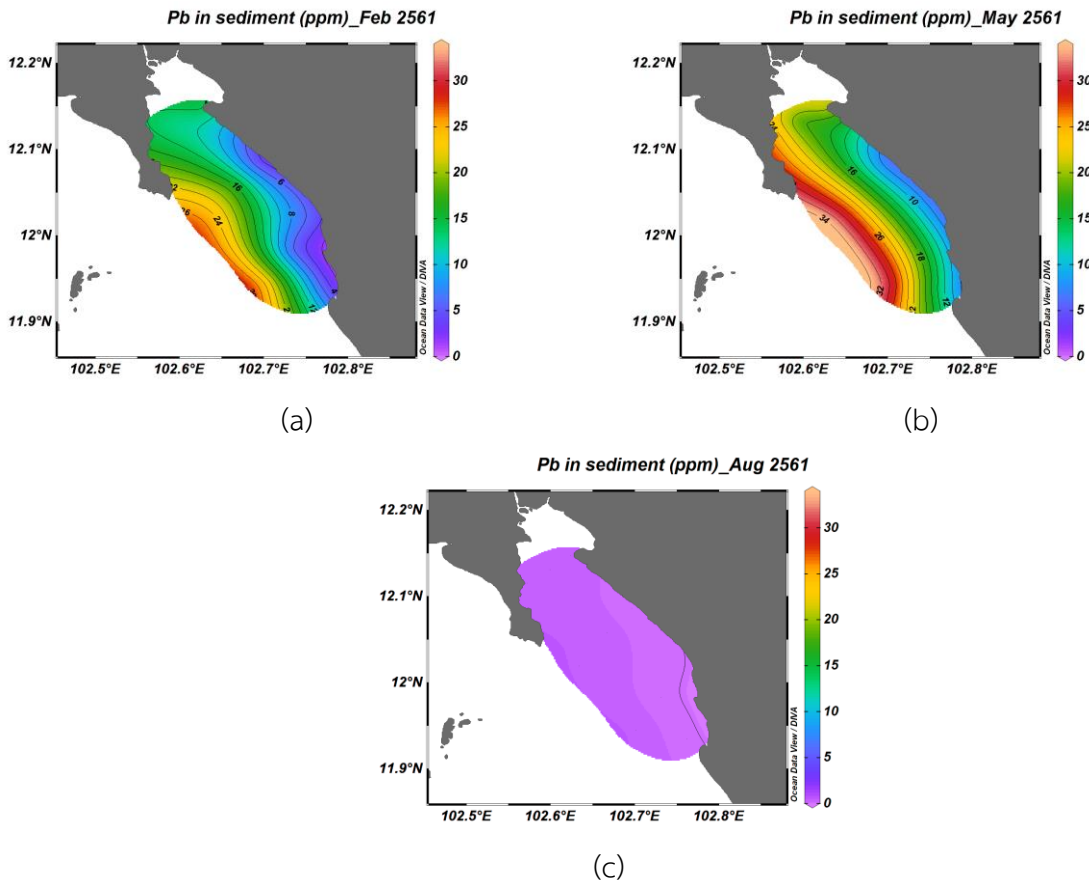 Pb in sediment (ppm)_Feb 2561
12.2°N
12.1°N
12°N
11.9°N
102.5°E 102.6°E 102.7°E 102.8°E
30
25
20
15
10
5
0
16
24
8
6
Ocean Data View / DIVA
(a)
Pb in sediment (ppm)_May 2561
12.2°N
12.1°N
12°N
11.9°N
102.5°E 102.6°E 102.7°E 102.8°E
30
25
20
15
10
5
0
16
10
34
26
18
32
12
Ocean Data View / DIVA
(b)
Pb in sediment (ppm)_Aug 2561
12.2°N
12.1°N
12°N
11.9°N
102.5°E 102.6°E 102.7°E 102.8°E
30
25
20
15
10
5
0
Ocean Data View / DIVA
(c)